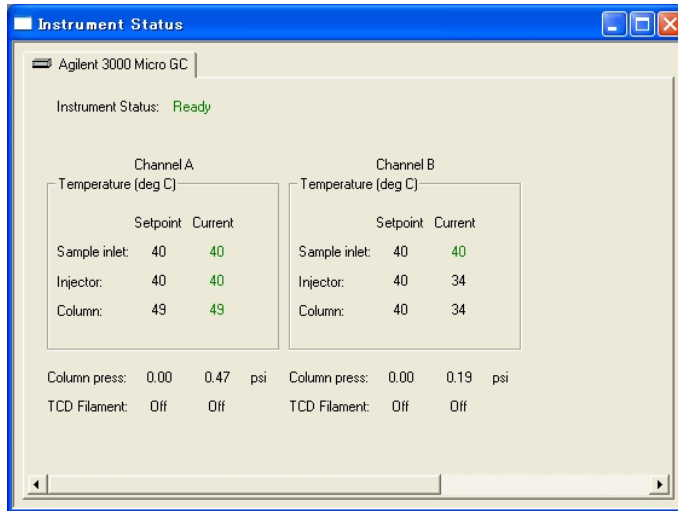 Instrument Status
Agilent 3000 Micro GC
Instrument Status: Ready
Channel A
Temperature (deg C)
Setpoint Current
Sample inlet: 40 40
Injector: 40 40
Column: 49 49
Column press: 0.00 0.47 psi
TCD Filament: Off Off
Channel B
Temperature (deg C)
Setpoint Current
Sample inlet: 40 40
Injector: 40 34
Column: 40 34
Column press: 0.00 0.19 psi
TCD Filament: Off Off